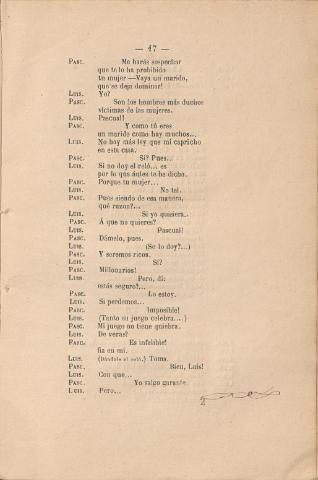 — 17 —
PASC. Me harás sospechar
que te lo ha prohibido
tu mujer—Vaya un marido,
que se deja dominar!
LUIS. Yo?
PASC. Son los hombres más duchos
víctimas de las mujeres.
LUIS. Pascual!
PASC. Y como tú eres
un marido como hay muchos...
LUIS. No hay más ley que mi capricho
en esta casa.
PASC. Sí? Pues...
LUIS. Si no doy el reló... es
por lo que antes te he dicho.
PASC. Porque tu mujer...
LUIS. No tal.
PASC. Pues siendo de esa manera,
qué razon?...
LUIS. Si yo quisiera..
PASC. Á que no quieres?
LUIS. Pascual!
PASC. Dámelo, pues.
LUIS. (Se lo doy?...)
PASC. Y seremos ricos.
LUIS. Sí?
PASC. Millonarios!
LUIS. Pero, dí:
estás seguro?...
PASC. Lo estoy.
LUIS. Si perdemos...
PASC. Imposible!
LUIS. (Tanto su juego celebra....)
PASC. Mi juego no tiene quiebra.
LUIS. De veras?
PASC. Es infalible!
fia en mí.
LUIS. (Dándole el reló.) Toma.
PASC. Bien, Luis!
LUIS. Con que...
PASC. Yo salgo garante.
LUIS. Pero...
2